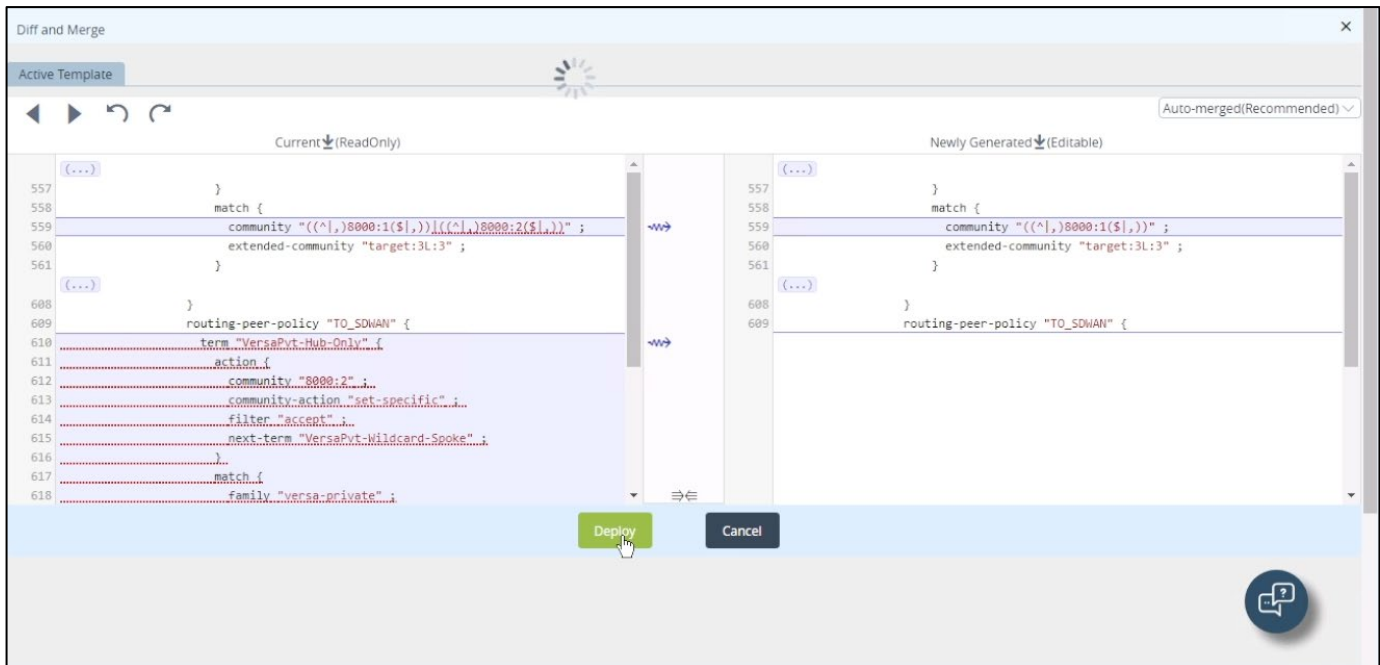 Diff and Merge
Active Template
Auto-merged(Recommended)
Current (ReadOnly)
Newly Generated (Editable)
(...)
557 }
558 match {
559 community "((^|,)8000:1($|,))|((^|,)8000:2($|,))" ;
560 extended-community "target:3L:3" ;
561 }
(...)
608 }
609 routing-peer-policy "TO_SDWAN" {
610 term "VersaPvt-Hub-Only" {
611 action {
612 community "8000:2" ;
613 community-action "set-specific" ;
614 filter "accept" ;
615 next-term "VersaPvt-Wildcard-Spoke" ;
616 }
617 match {
618 family "versa-private" ;
(...)
557 }
558 match {
559 community "((^|,)8000:1($|,))" ;
560 extended-community "target:3L:3" ;
561 }
(...)
608 }
609 routing-peer-policy "TO_SDWAN" {
Deploy
Cancel